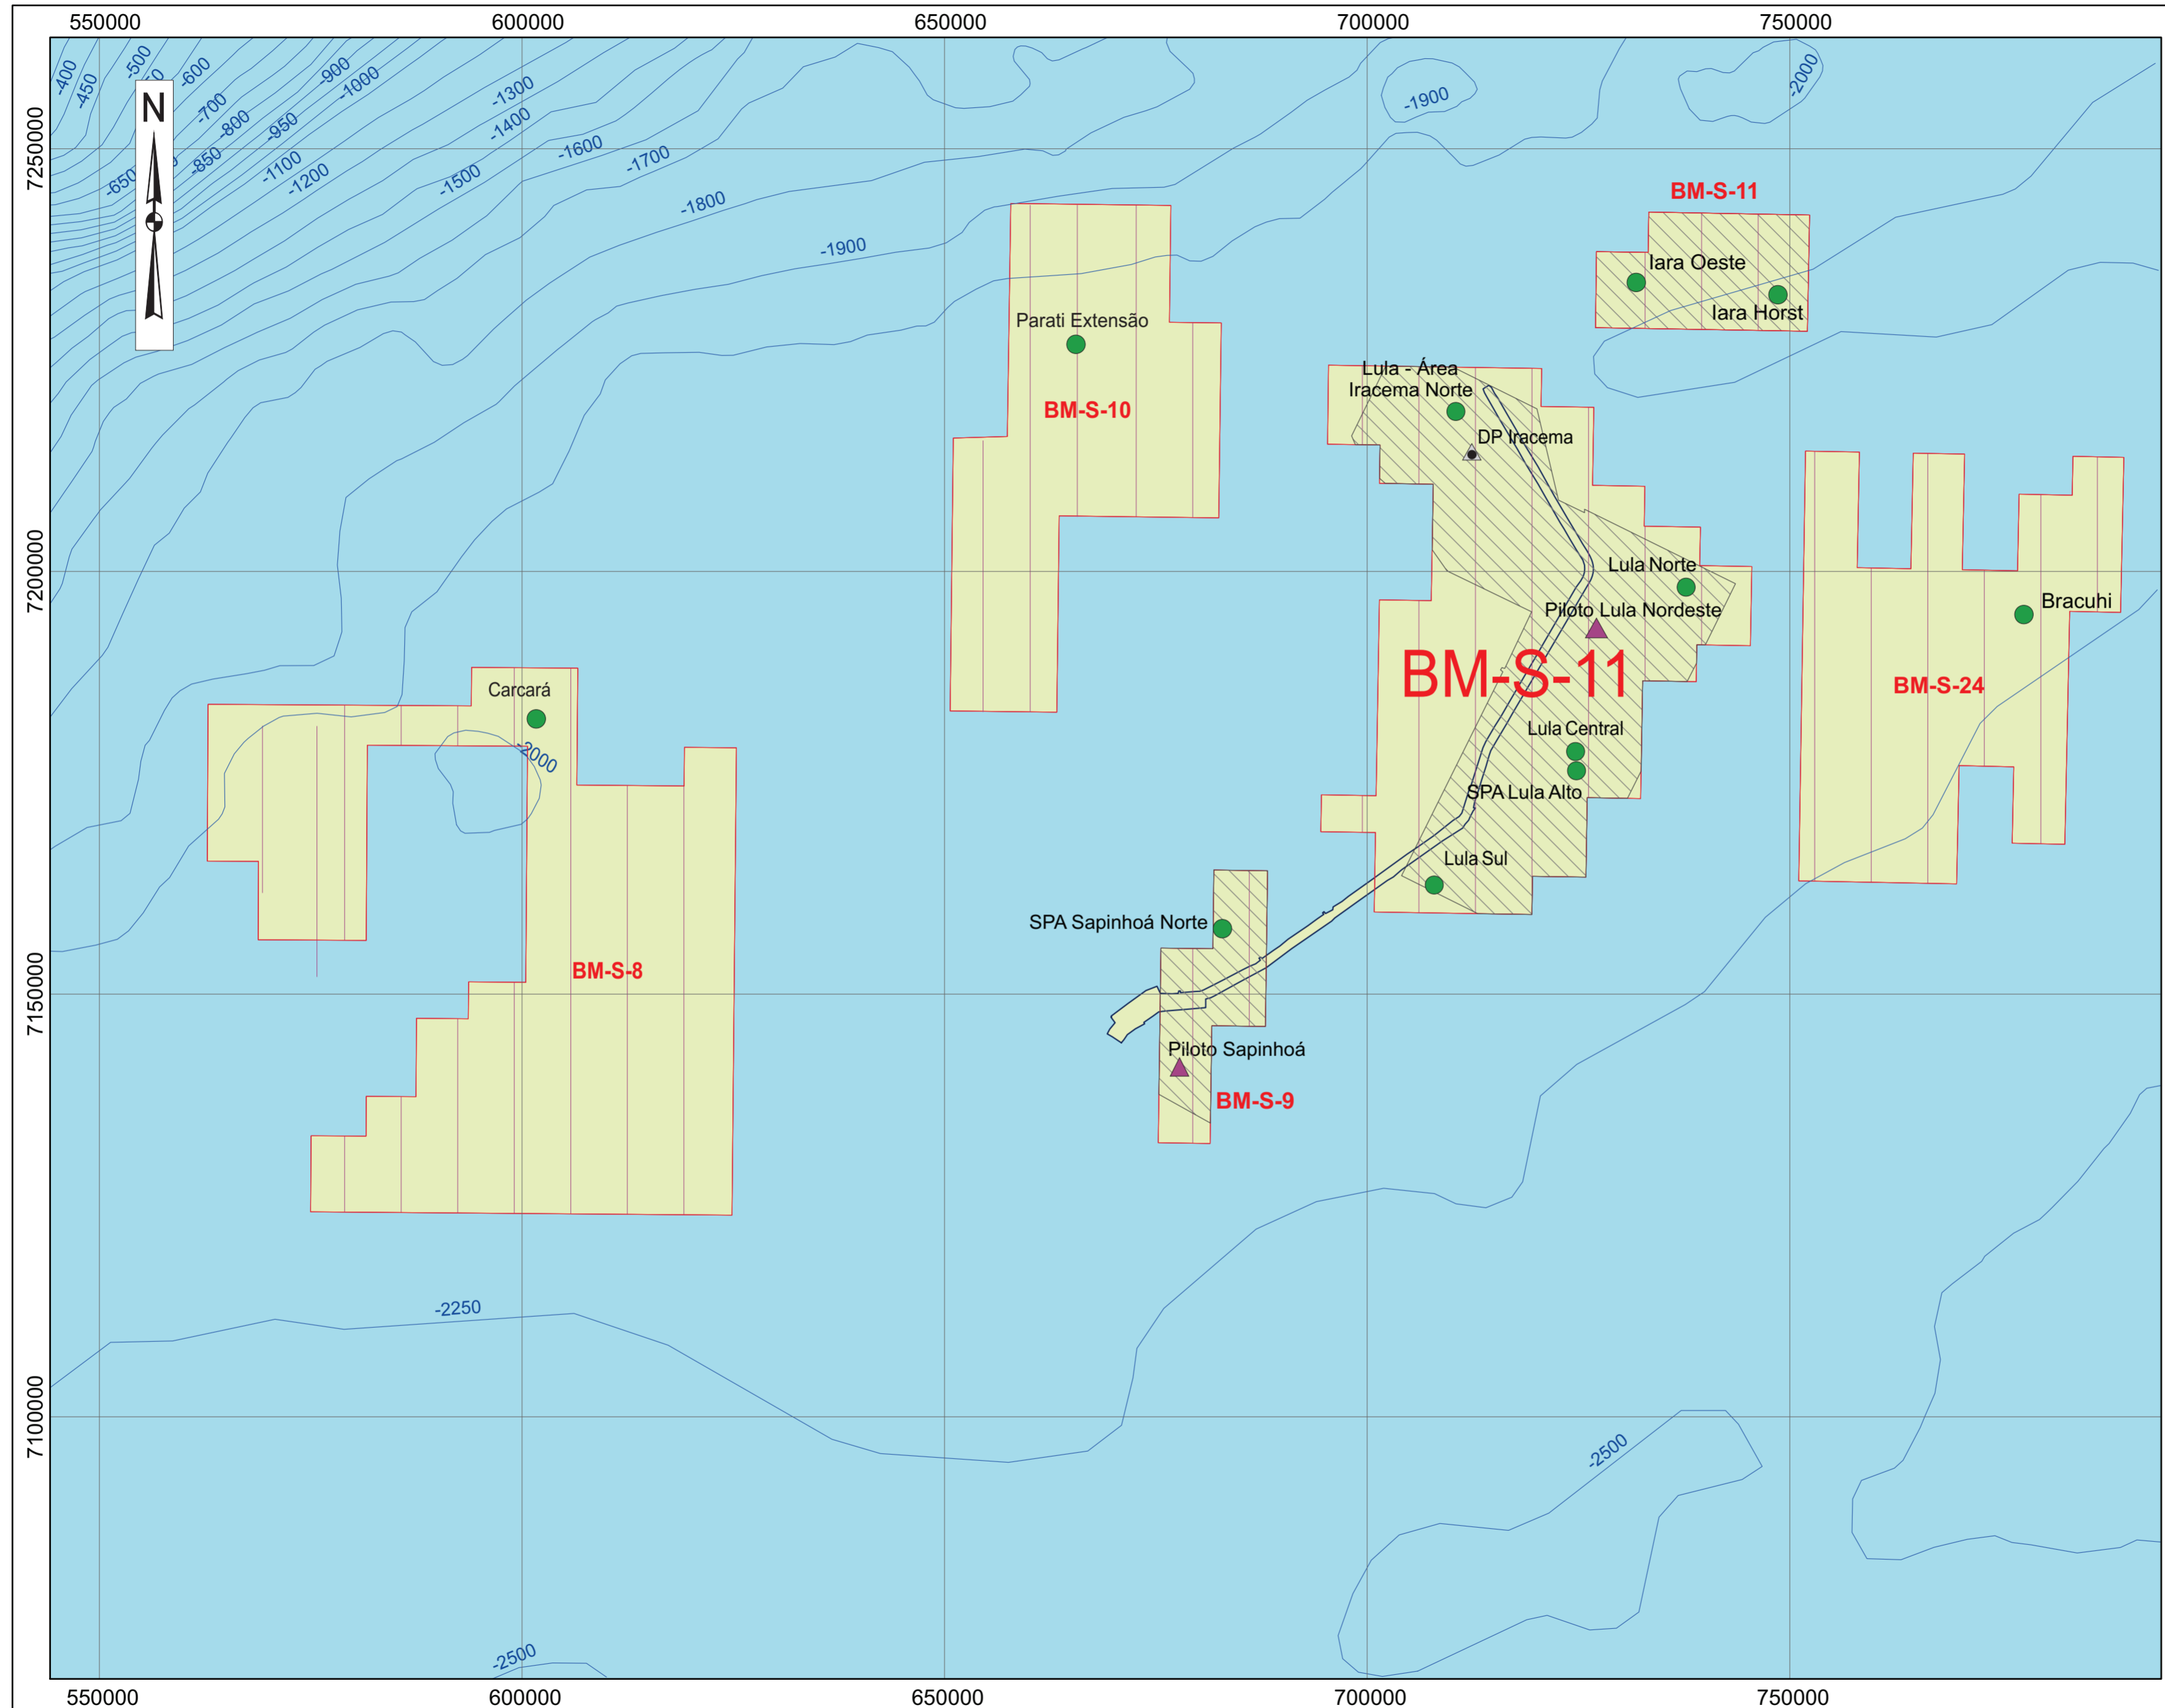 550000 600000 650000 700000 750000
-400
-450
-500
-600
-700
-800
-850
-900
-950
-1000
-1100
-1200
-1300
-1400
-1500
-1600
-1700
-1800
-1900
-1900
-2000
N
-650
7250000
BM-S-11
Iara Oeste
Iara Horst
Parati Extensão
BM-S-10
Lula - Área
Iracema Norte
DP Iracema
7200000
Lula Norte
Piloto Lula Nordeste
Bracuhi
BM-S-11
BM-S-24
Carcará
-2000
Lula Central
SPA Lula Alto
Lula Sul
SPA Sapinhoá Norte
BM-S-8
7150000
Piloto Sapinhoá
BM-S-9
-2250
7100000
-2500
-2500
550000 600000 650000 700000 750000